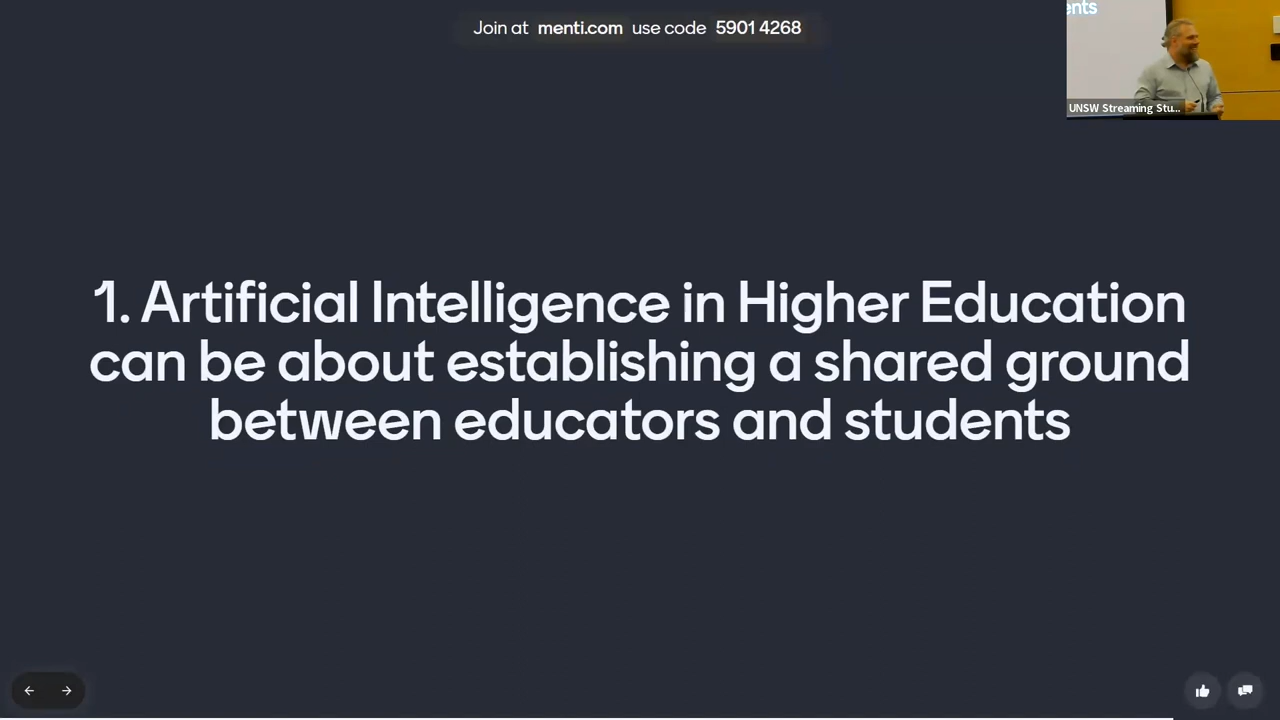 Join at menti.com use code 5901 4268
ents
UNSW Streaming Stu...
1. Artificial Intelligence in Higher Education
can be about establishing a shared ground
between educators and students